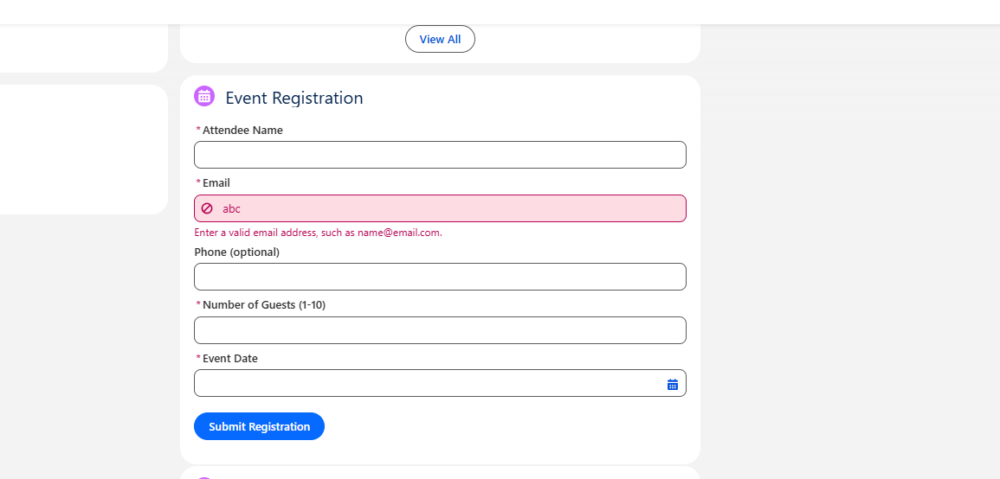 View All
Event Registration
* Attendee Name
* Email
abc
Enter a valid email address, such as name@email.com.
Phone (optional)
* Number of Guests (1-10)
* Event Date
Submit Registration